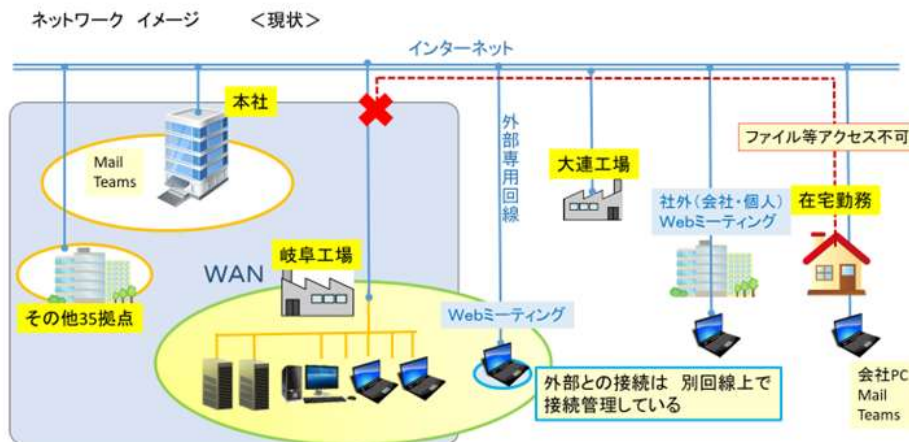 ネットワーク イメージ ＜現状＞
インターネット
本社
Mail
Teams
外部専用回線
大連工場
ファイル等アクセス不可
社外（会社・個人）
Webミーティング
在宅勤務
岐阜工場
WAN
その他35拠点
Webミーティング
外部との接続は 別回線上で
接続管理している
会社PC
Mail
Teams